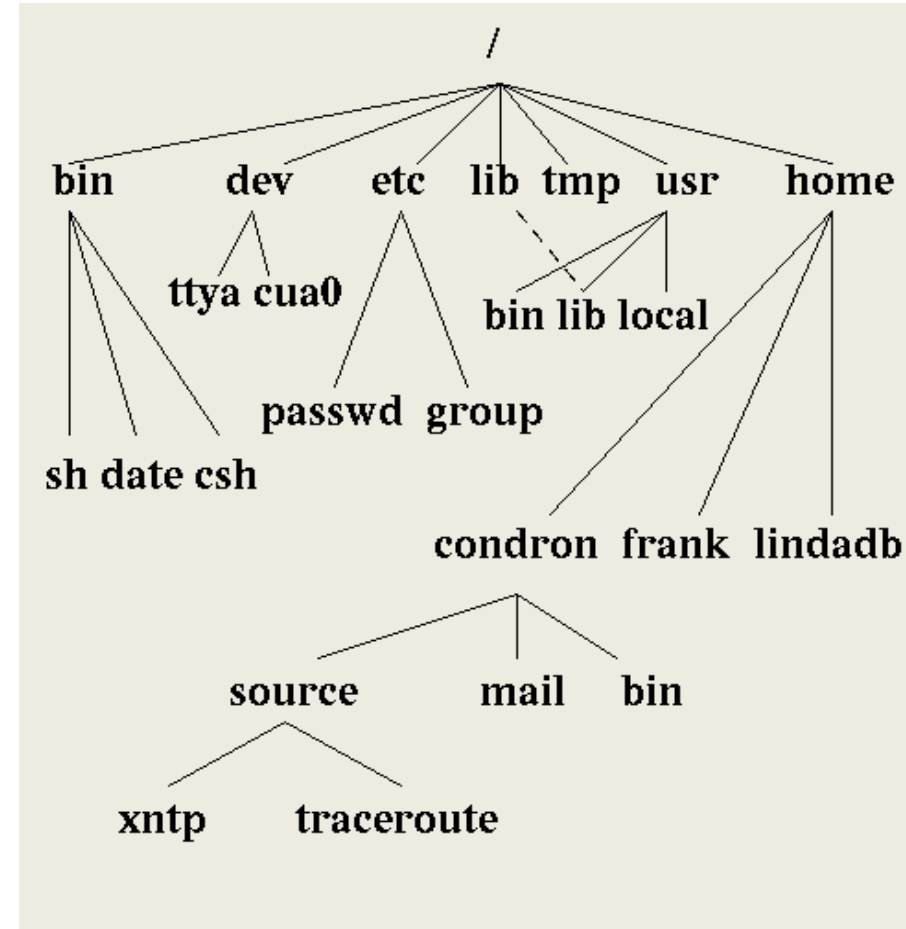 /
bin dev etc lib tmp usr home
ttya cua0
bin lib local
passwd group
sh date csh
condron frank lindadb
source mail bin
xntp traceroute